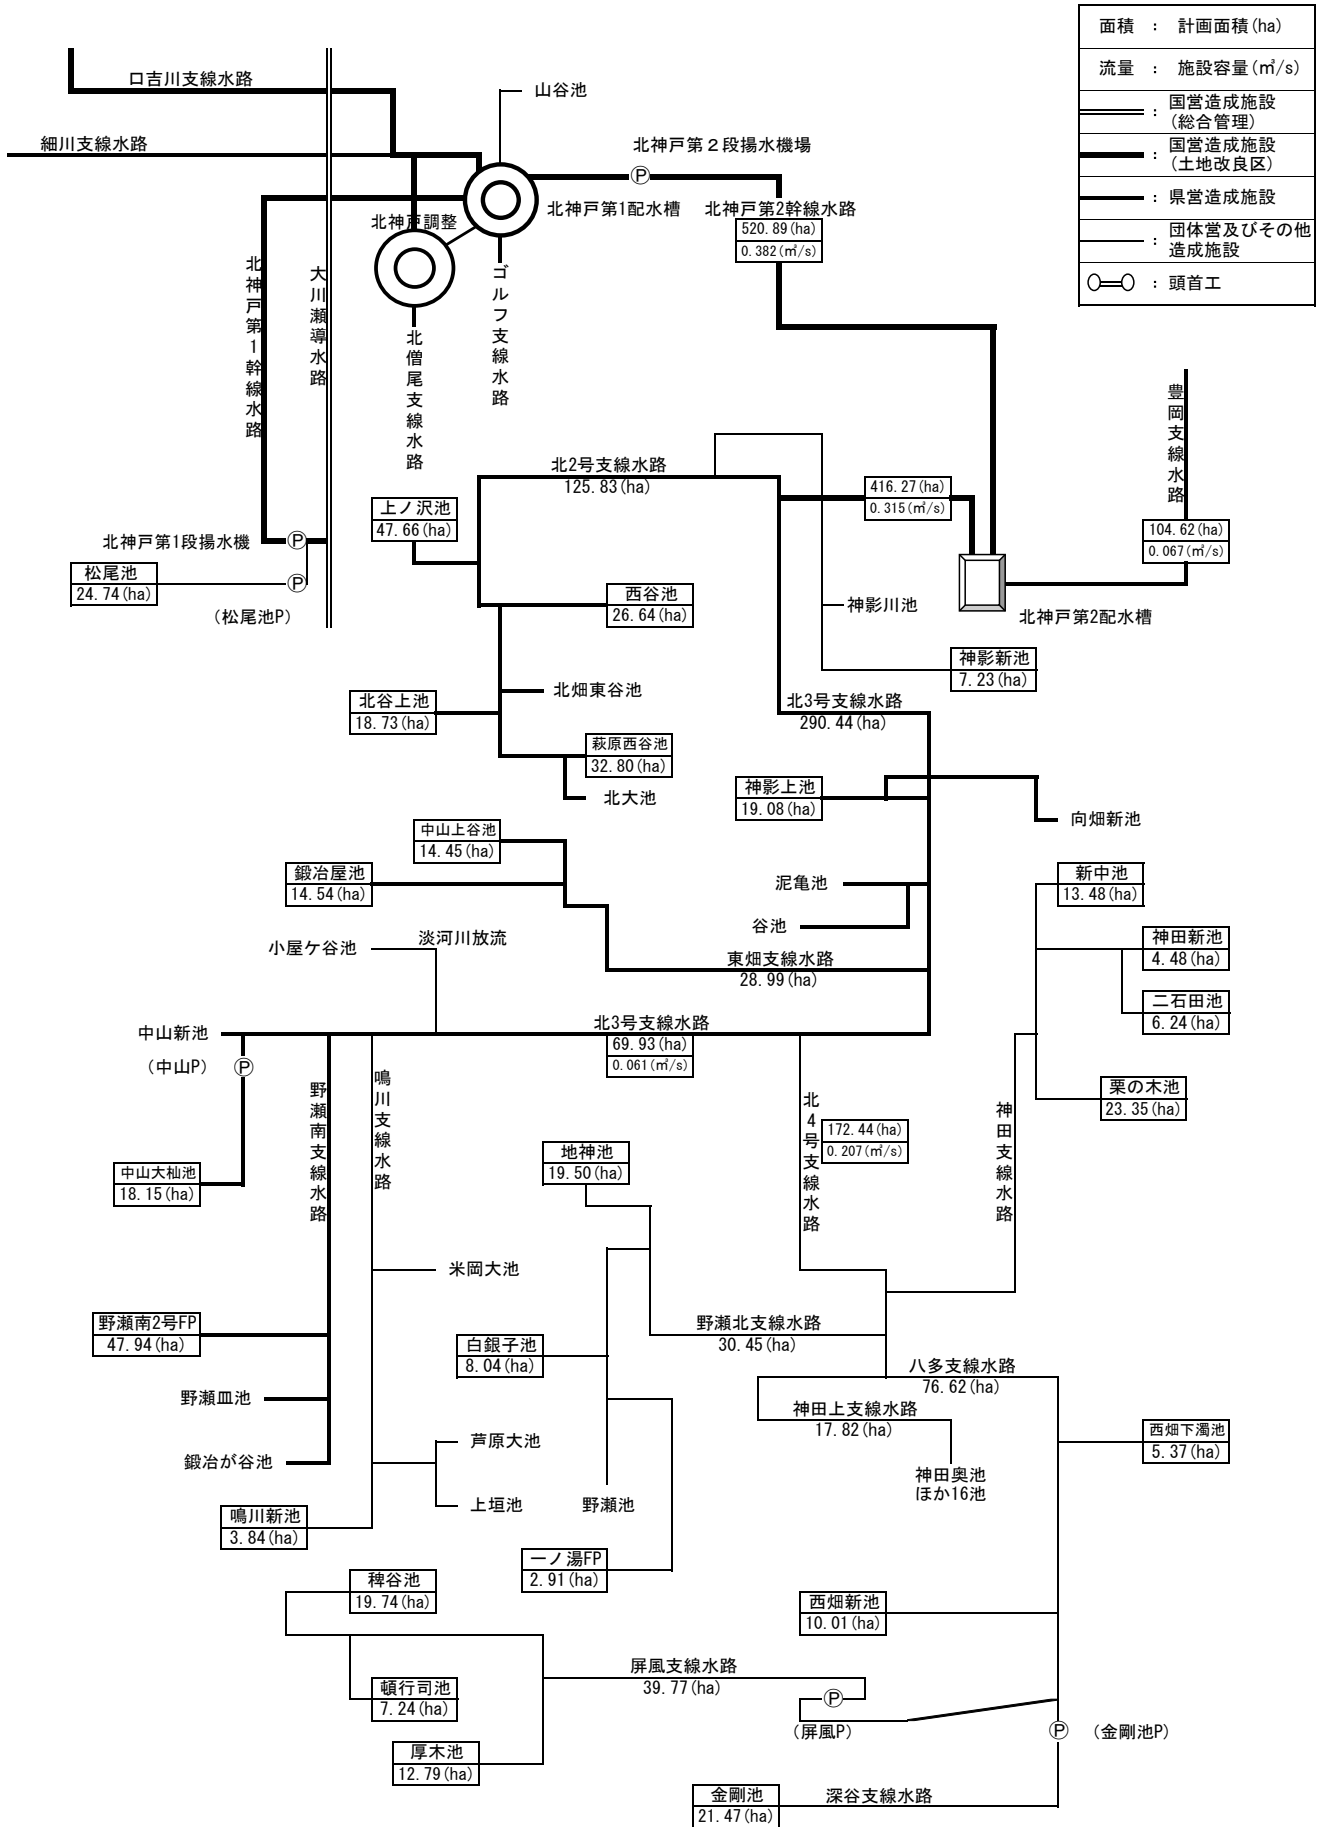 面積 : 計画面積(ha)
流量 : 施設容量(㎥/s)
: 国営造成施設
(総合管理)
: 国営造成施設
(土地改良区)
: 県営造成施設
: 団体営及びその他
造成施設
: 頭首工
口吉川支線水路
山谷池
細川支線水路
北神戸第2段揚水機場
P
北神戸第1配水槽
北神戸第2幹線水路
520.89(ha)
0.382(㎥/s)
北神戸調整
北神戸第1幹線水路
大川瀬導水路
北僧尾支線水路
ゴルフ支線水路
豊岡支線水路
北2号支線水路
125.83(ha)
416.27(ha)
0.315(㎥/s)
上ノ沢池
47.66(ha)
104.62(ha)
0.067(㎥/s)
北神戸第1段揚水機
P
松尾池
24.74(ha)
P
(松尾池P)
西谷池
26.64(ha)
神影川池
北神戸第2配水槽
神影新池
7.23(ha)
北畑東谷池
北谷上池
18.73(ha)
北3号支線水路
290.44(ha)
萩原西谷池
32.80(ha)
北大池
神影上池
19.08(ha)
向畑新池
中山上谷池
14.45(ha)
鍛冶屋池
14.54(ha)
泥亀池
新中池
13.48(ha)
谷池
小屋ケ谷池
淡河川放流
神田新池
4.48(ha)
東畑支線水路
28.99(ha)
二石田池
6.24(ha)
中山新池
北3号支線水路
69.93(ha)
0.061(㎥/s)
(中山P)
P
野瀬南支線水路
鳴川支線水路
北4号支線水路
172.44(ha)
0.207(㎥/s)
神田支線水路
栗の木池
23.35(ha)
中山大杣池
18.15(ha)
地神池
19.50(ha)
米岡大池
野瀬南2号FP
47.94(ha)
野瀬北支線水路
30.45(ha)
白銀子池
8.04(ha)
八多支線水路
76.62(ha)
野瀬皿池
神田上支線水路
17.82(ha)
西畑下濁池
5.37(ha)
鍛冶が谷池
芦原大池
神田奥池
ほか16池
上垣池
野瀬池
鳴川新池
3.84(ha)
一ノ湯FP
2.91(ha)
稗谷池
19.74(ha)
西畑新池
10.01(ha)
屏風支線水路
39.77(ha)
頓行司池
7.24(ha)
P
(屏風P)
P
(金剛池P)
厚木池
12.79(ha)
金剛池
21.47(ha)
深谷支線水路